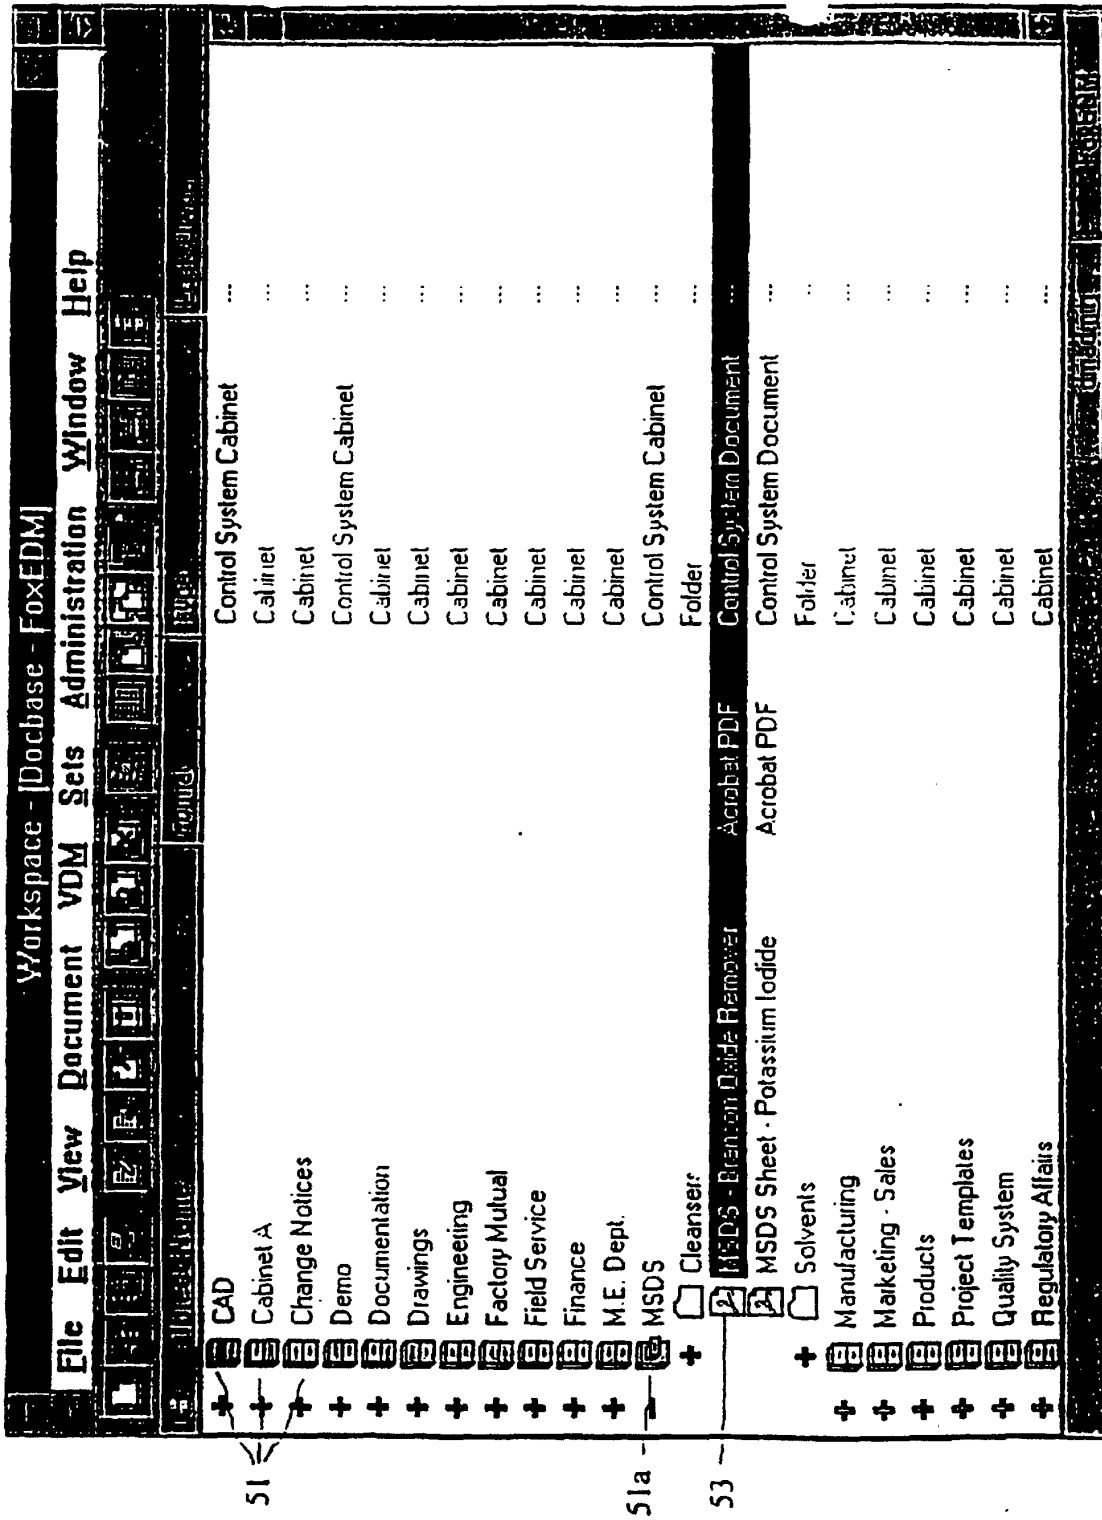 Workspace - [Docbase - FoxEDM]
File Edit View Document VDM Sets Administration Window Help
Object Name Format Type
CAD Control System Cabinet ...
Cabinet A Cabinet ...
Change Notices Cabinet ...
Demo Control System Cabinet ...
Documentation Cabinet ...
Drawings Cabinet ...
Engineering Cabinet ...
Factory Mutual Cabinet ...
Field Service Cabinet ...
Finance Cabinet ...
M.E. Dept. Cabinet ...
MSDS Control System Cabinet ...
Cleansers Folder ...
MSDS - Brenton Oxide Remover Acrobat PDF Control System Document ...
MSDS Sheet - Potassium Iodide Acrobat PDF Control System Document ...
Solvents Folder ...
Manufacturing Cabinet ...
Marketing - Sales Cabinet ...
Products Cabinet ...
Project Templates Cabinet ...
Quality System Cabinet ...
Regulatory Affairs Cabinet ...
51
51a
53